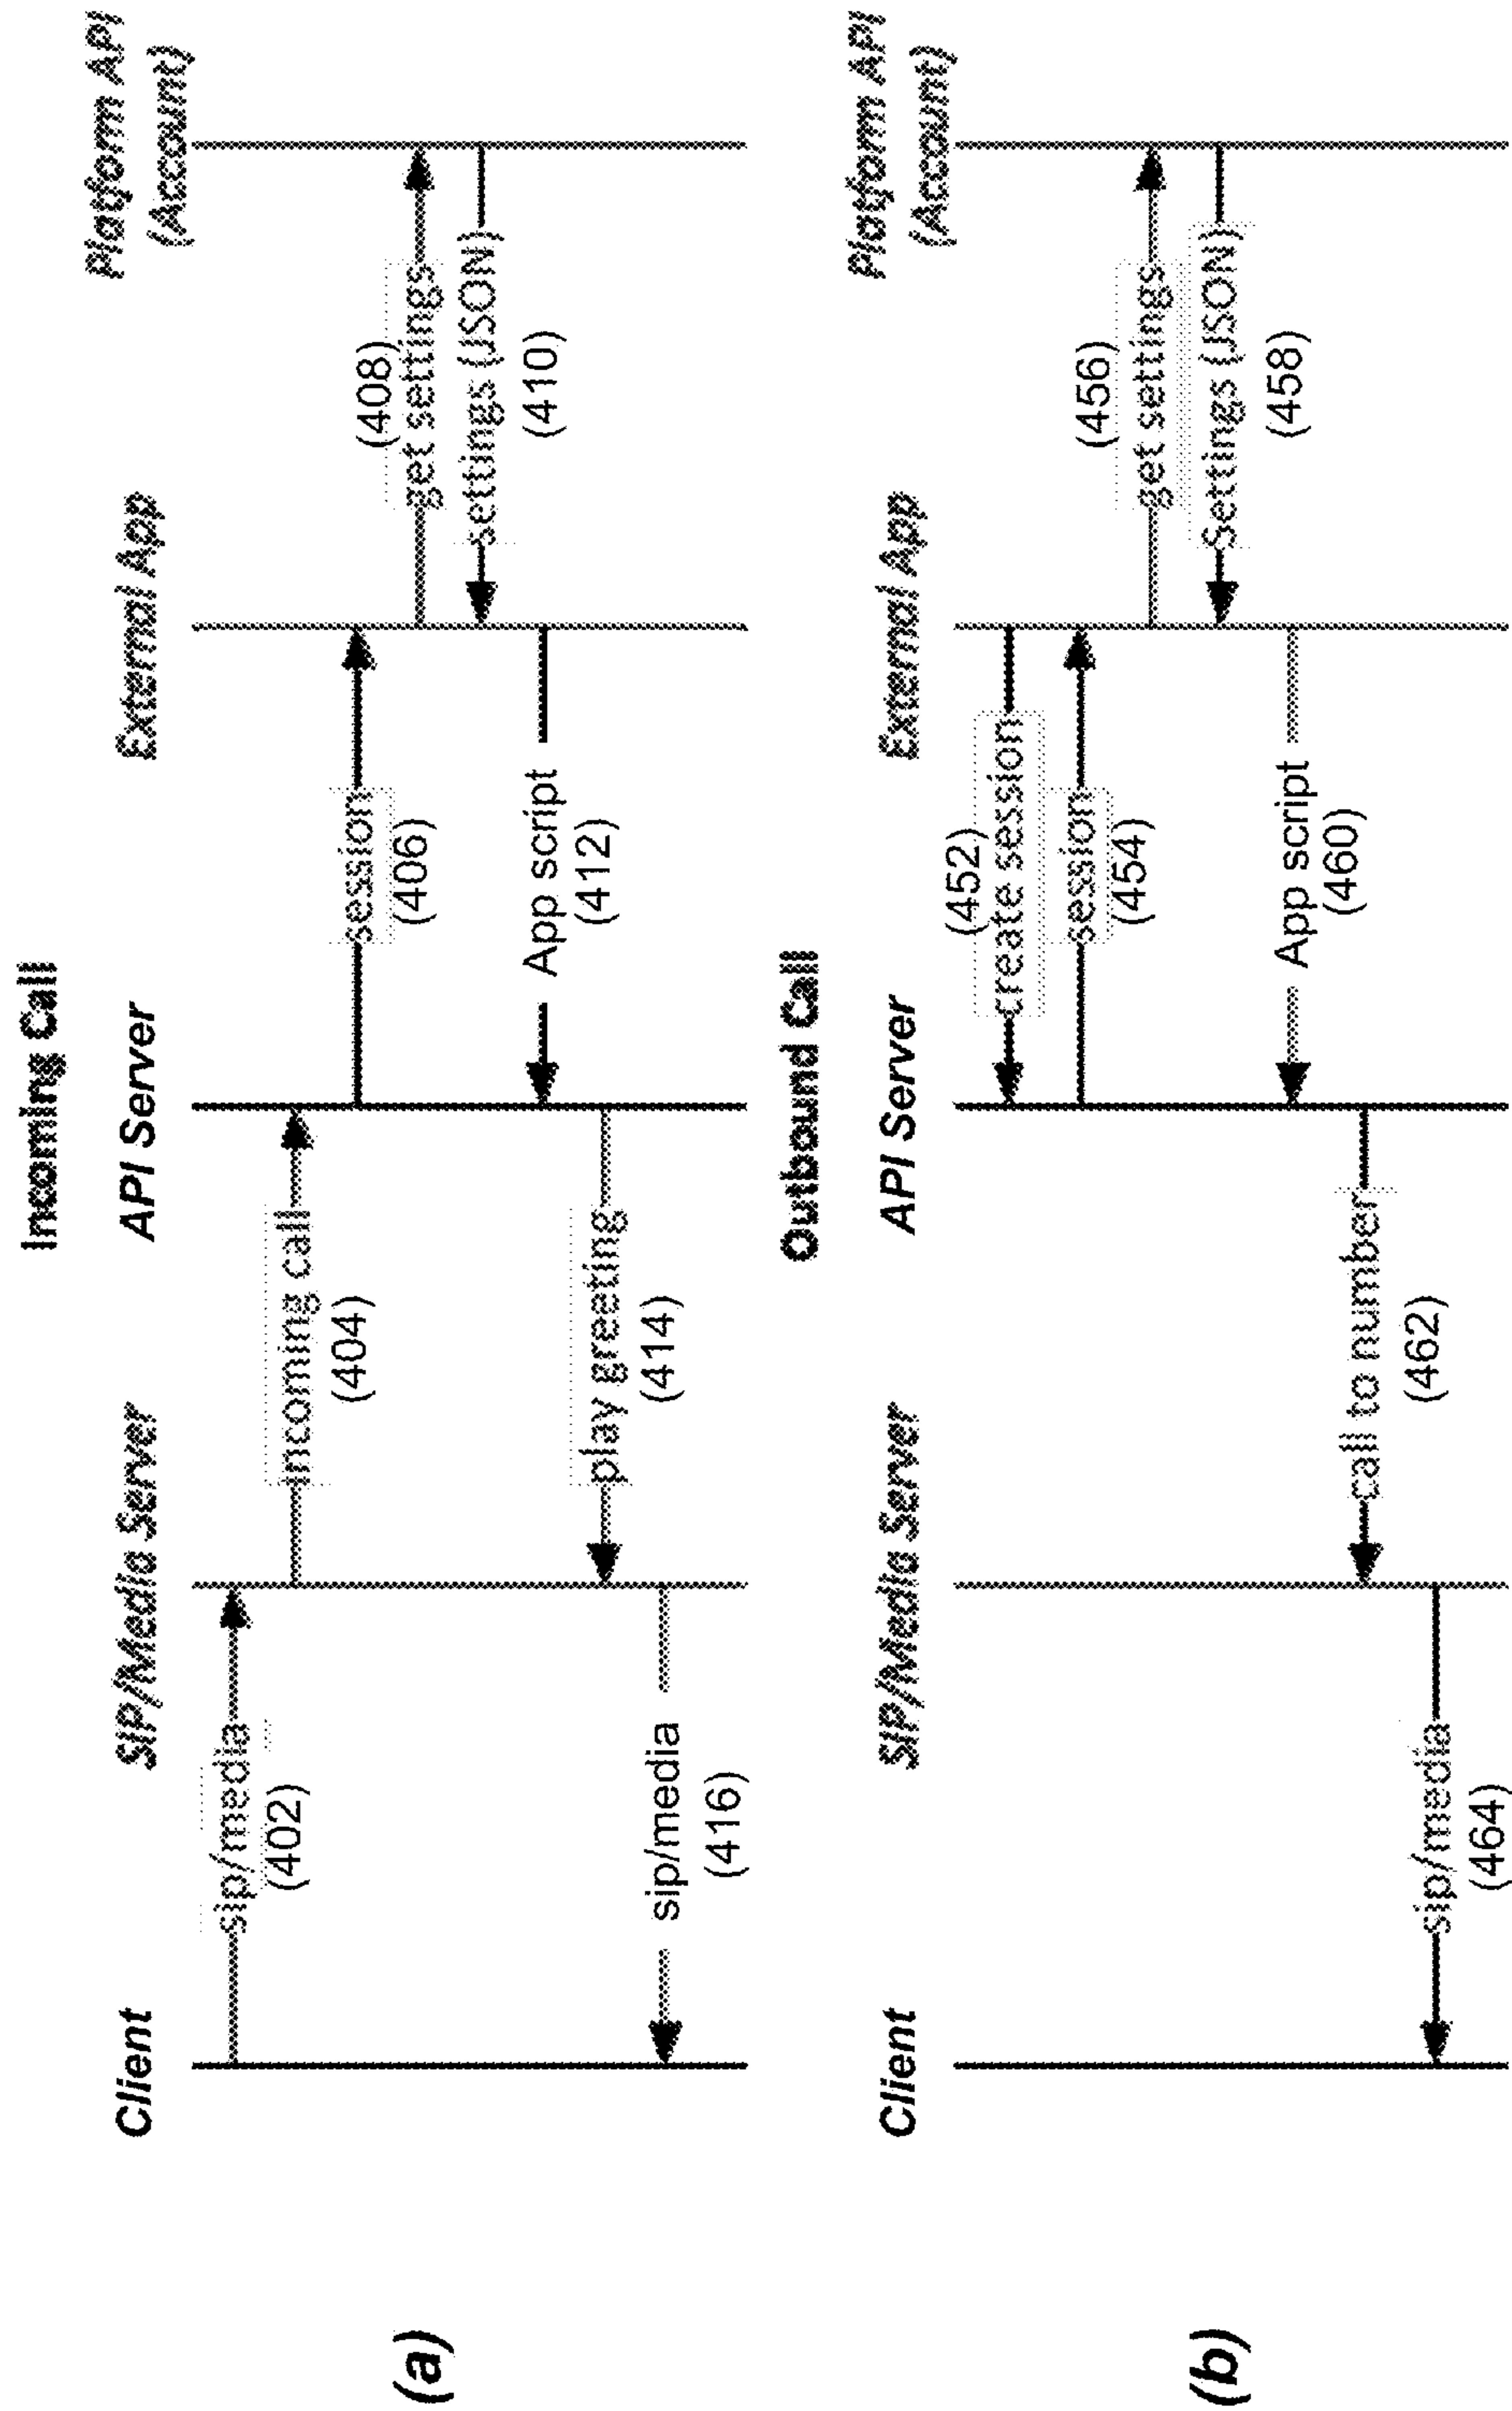 Incoming Call
Client
SIP/Media Server
API Server
External App
Platform API
(Account)
sip/media
(402)
incoming call
(404)
session
(406)
(408)
get settings
settings (JSON)
(410)
App script
(412)
play greeting
(414)
sip/media
(416)
(a)
Outbound Call
Client
SIP/Media Server
API Server
External App
Platform API
(Account)
(452)
create session
session
(454)
(456)
get settings
Settings (JSON)
(458)
App script
(460)
call to number
(462)
sip/media
(464)
(b)